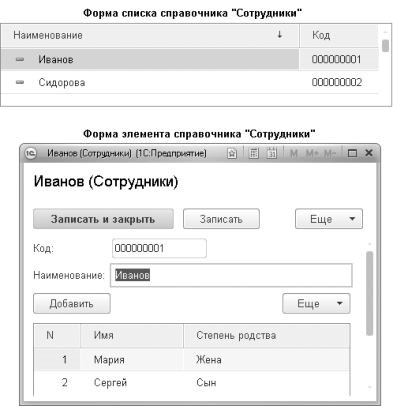 Форма списка справочника "Сотрудники"
Наименование ↓ Код
Иванов 000000001
Сидорова 000000002
Форма элемента справочника "Сотрудники"
1С Иванов (Сотрудники) (1С:Предприятие) 31 M M+ M-
Иванов (Сотрудники)
Записать и закрыть Записать Еще
Код: 000000001
Наименование: Иванов
Добавить Еще
N Имя Степень родства
1 Мария Жена
2 Сергей Сын